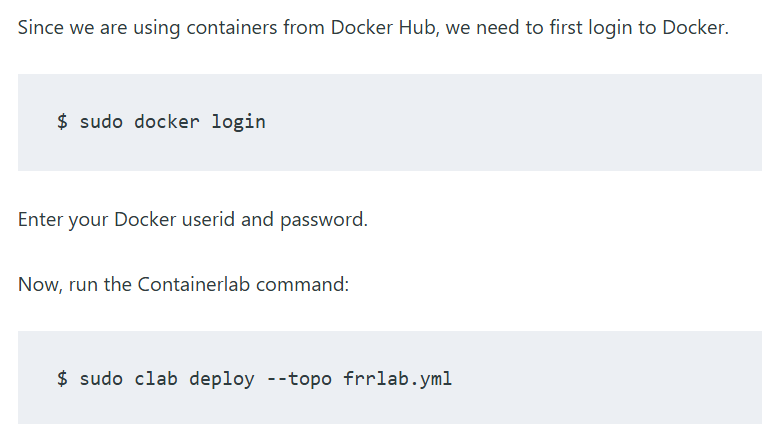 Since we are using containers from Docker Hub, we need to first login to Docker.
$ sudo docker login
Enter your Docker userid and password.
Now, run the Containerlab command:
$ sudo clab deploy --topo frrlab.yml